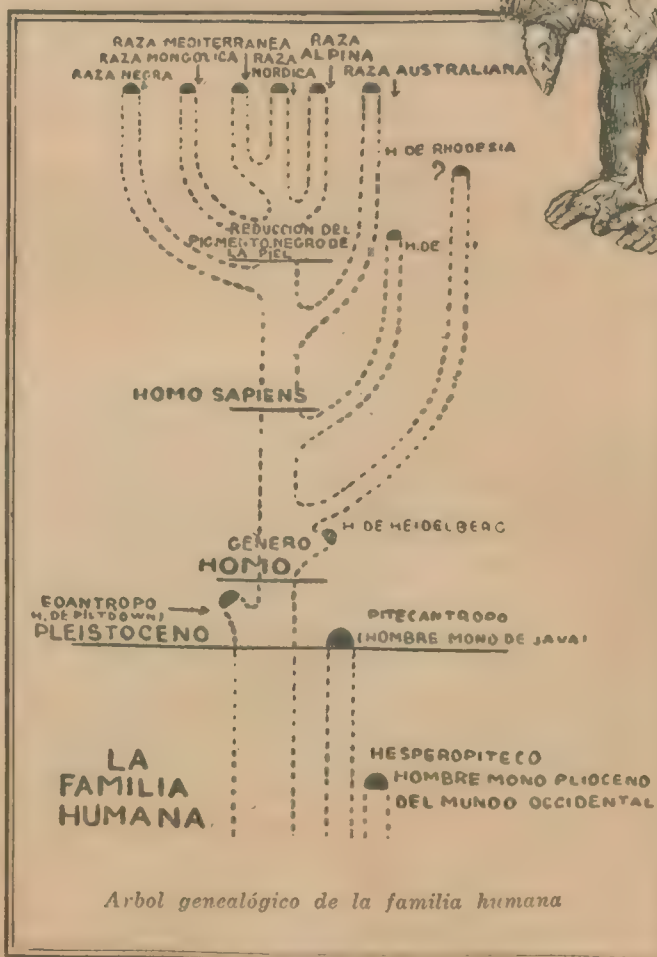 RAZA MEDITERRANEA
RAZA MONGOLICA
RAZA NEGRA
RAZA NORDICA
RAZA ALPINA
RAZA AUSTRALIANA
H. DE RHODESIA
?
REDUCCION DEL
PIGMENTO NEGRO DE
LA PIEL
H. DE
HOMO SAPIENS
H. DE HEIDELBERG
GENERO
HOMO
EOANTROPO
(H. DE PILTDOWN)
PLEISTOCENO
PITECANTROPO
(HOMBRE MONO DE JAVA)
LA
FAMILIA
HUMANA
HESPEROPITECO
HOMBRE MONO PLIOCENO
DEL MUNDO OCCIDENTAL
Arbol genealógico de la familia humana